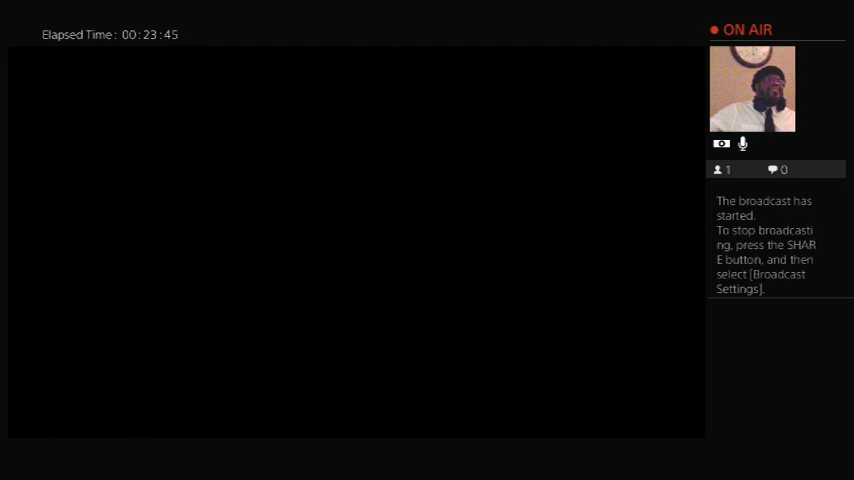 Elapsed Time: 00:23:45
ON AIR
1 0
The broadcast has
started.
To stop broadcasti
ng, press the SHAR
E button, and then
select [Broadcast
Settings].